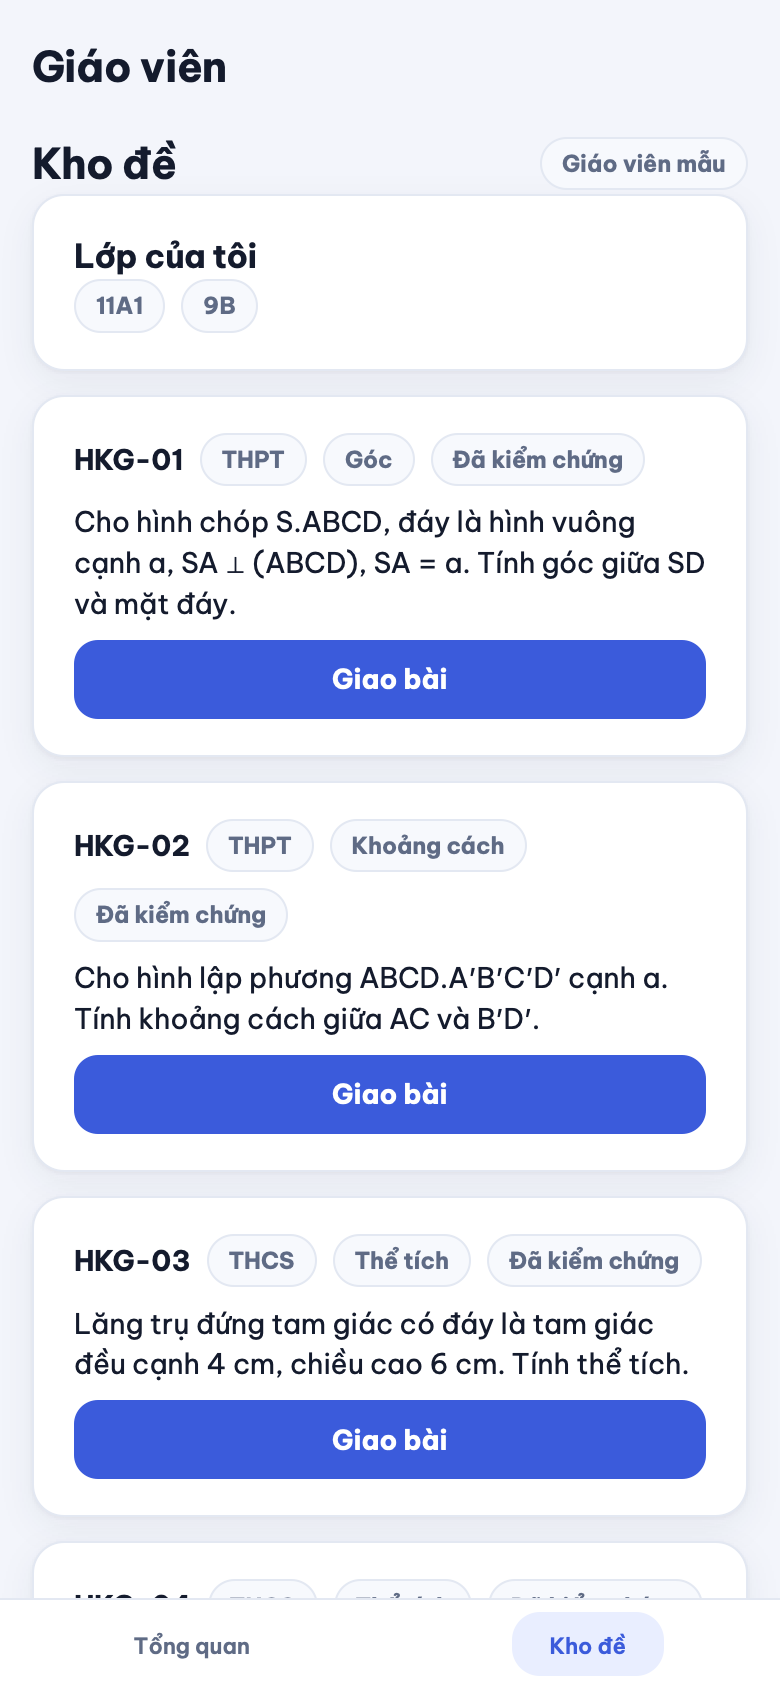 Giáo viên
Kho đề
Giáo viên mẫu
Lớp của tôi
11A1 9B
HKG-01 THPT Góc Đã kiểm chứng
Cho hình chóp S.ABCD, đáy là hình vuông
cạnh a, SA ⊥ (ABCD), SA = a. Tính góc giữa SD
và mặt đáy.
Giao bài
HKG-02 THPT Khoảng cách
Đã kiểm chứng
Cho hình lập phương ABCD.A′B′C′D′ cạnh a.
Tính khoảng cách giữa AC và B′D′.
Giao bài
HKG-03 THCS Thể tích Đã kiểm chứng
Lăng trụ đứng tam giác có đáy là tam giác
đều cạnh 4 cm, chiều cao 6 cm. Tính thể tích.
Giao bài
Tổng quan Kho đề